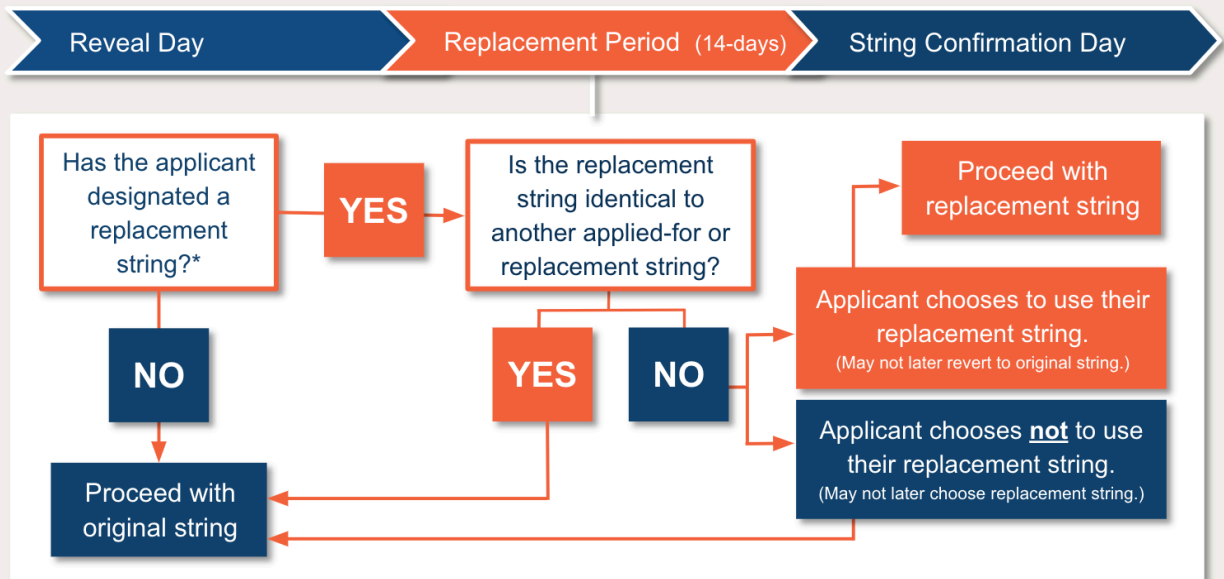 Reveal Day
Replacement Period (14-days)
String Confirmation Day
Has the applicant
designated a
replacement
string?*
YES
Is the replacement
string identical to
another applied-for or
replacement string?
Proceed with
replacement string
NO
YES
NO
Applicant chooses to use their
replacement string.
(May not later revert to original string.)
Applicant chooses not to use
their replacement string.
(May not later choose replacement string.)
Proceed with
original string